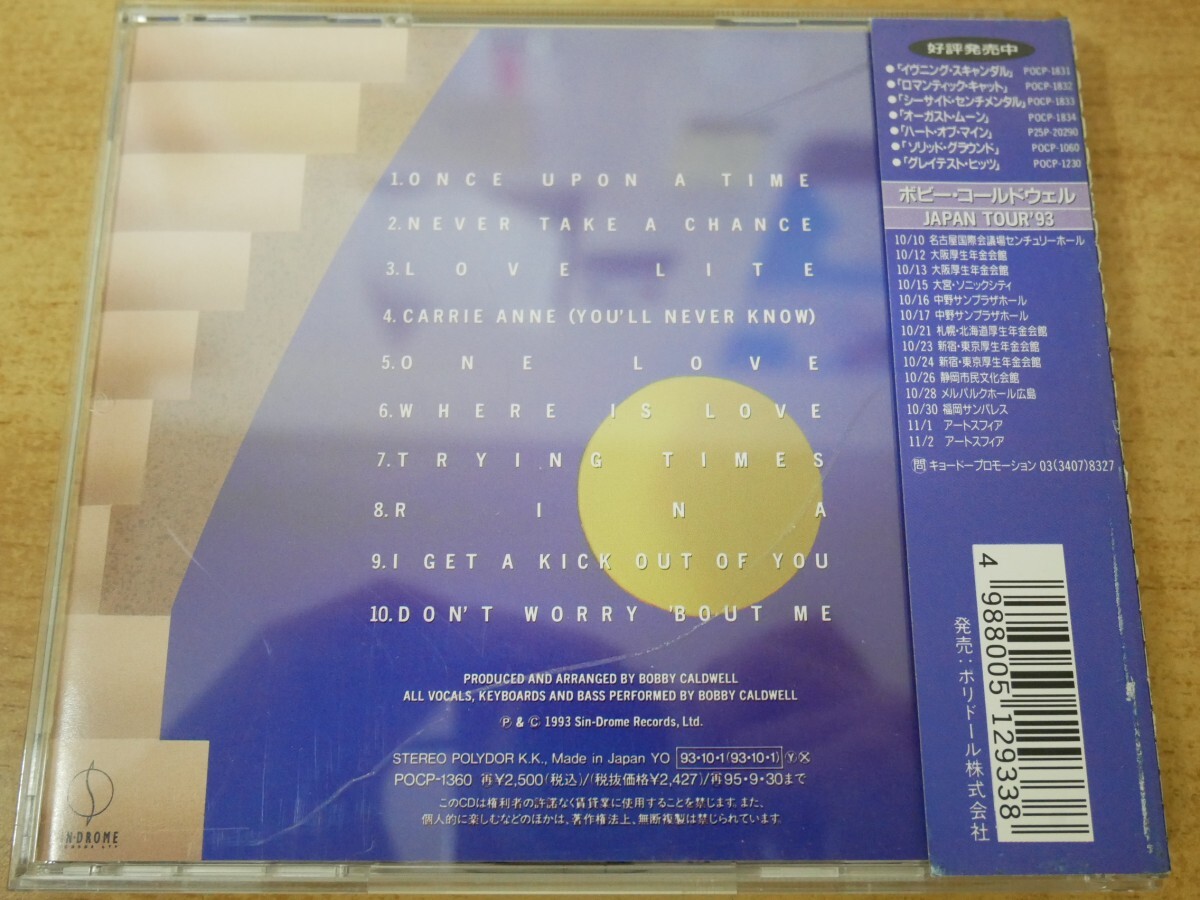 1.ONCE UPON A TIME
2.NEVER TAKE A CHANCE
3.LOVE LITE
4.CARRIE ANNE (YOU'LL NEVER KNOW)
5.ONE LOVE
6.WHERE IS LOVE
7.TRYING TIMES
8.RINA
9.I GET A KICK OUT OF YOU
10.DON'T WORRY 'BOUT ME
PRODUCED AND ARRANGED BY BOBBY CALDWELL
ALL VOCALS, KEYBOARDS AND BASS PERFORMED BY BOBBY CALDWELL
Ⓟ & © 1993 Sin-Drome Records, Ltd.
STEREO POLYDOR K.K., Made in Japan YO 93・10・1(93・10・1) Ⓨ
POCP-1360 再¥2,500(税込)/(税抜価格¥2,427)/再95・9・30まで
このCDは権利者の許諾なく賃貸業に使用することを禁じます。また、
個人的に楽しむなどのほかは、著作権法上、無断複製は禁じられています。
IN-DROME
好評発売中
●「イヴニング・スキャンダル」 POCP-1831
●「ロマンティック・キャット」 POCP-1832
●「シーサイド・センチメンタル」 POCP-1833
●「オーガスト・ムーン」 POCP-1834
●「ハート・オブ・マイン」 P25P-20290
●「ソリッド・グラウンド」 POCP-1060
●「グレイテスト・ヒッツ」 POCP-1230
ボビー・コールドウェル
JAPAN TOUR'93
10/10 名古屋国際会議場センチュリーホール
10/12 大阪厚生年金会館
10/13 大阪厚生年金会館
10/15 大宮・ソニックシティ
10/16 中野サンプラザホール
10/17 中野サンプラザホール
10/21 札幌・北海道厚生年金会館
10/23 新宿・東京厚生年金会館
10/24 新宿・東京厚生年金会館
10/26 静岡市民文化会館
10/28 メルパルクホール広島
10/30 福岡サンパレス
11/1 アートスフィア
11/2 アートスフィア
問 キョードープロモーション 03(3407)8327
4 988005 129338
発売:ポリドール株式会社